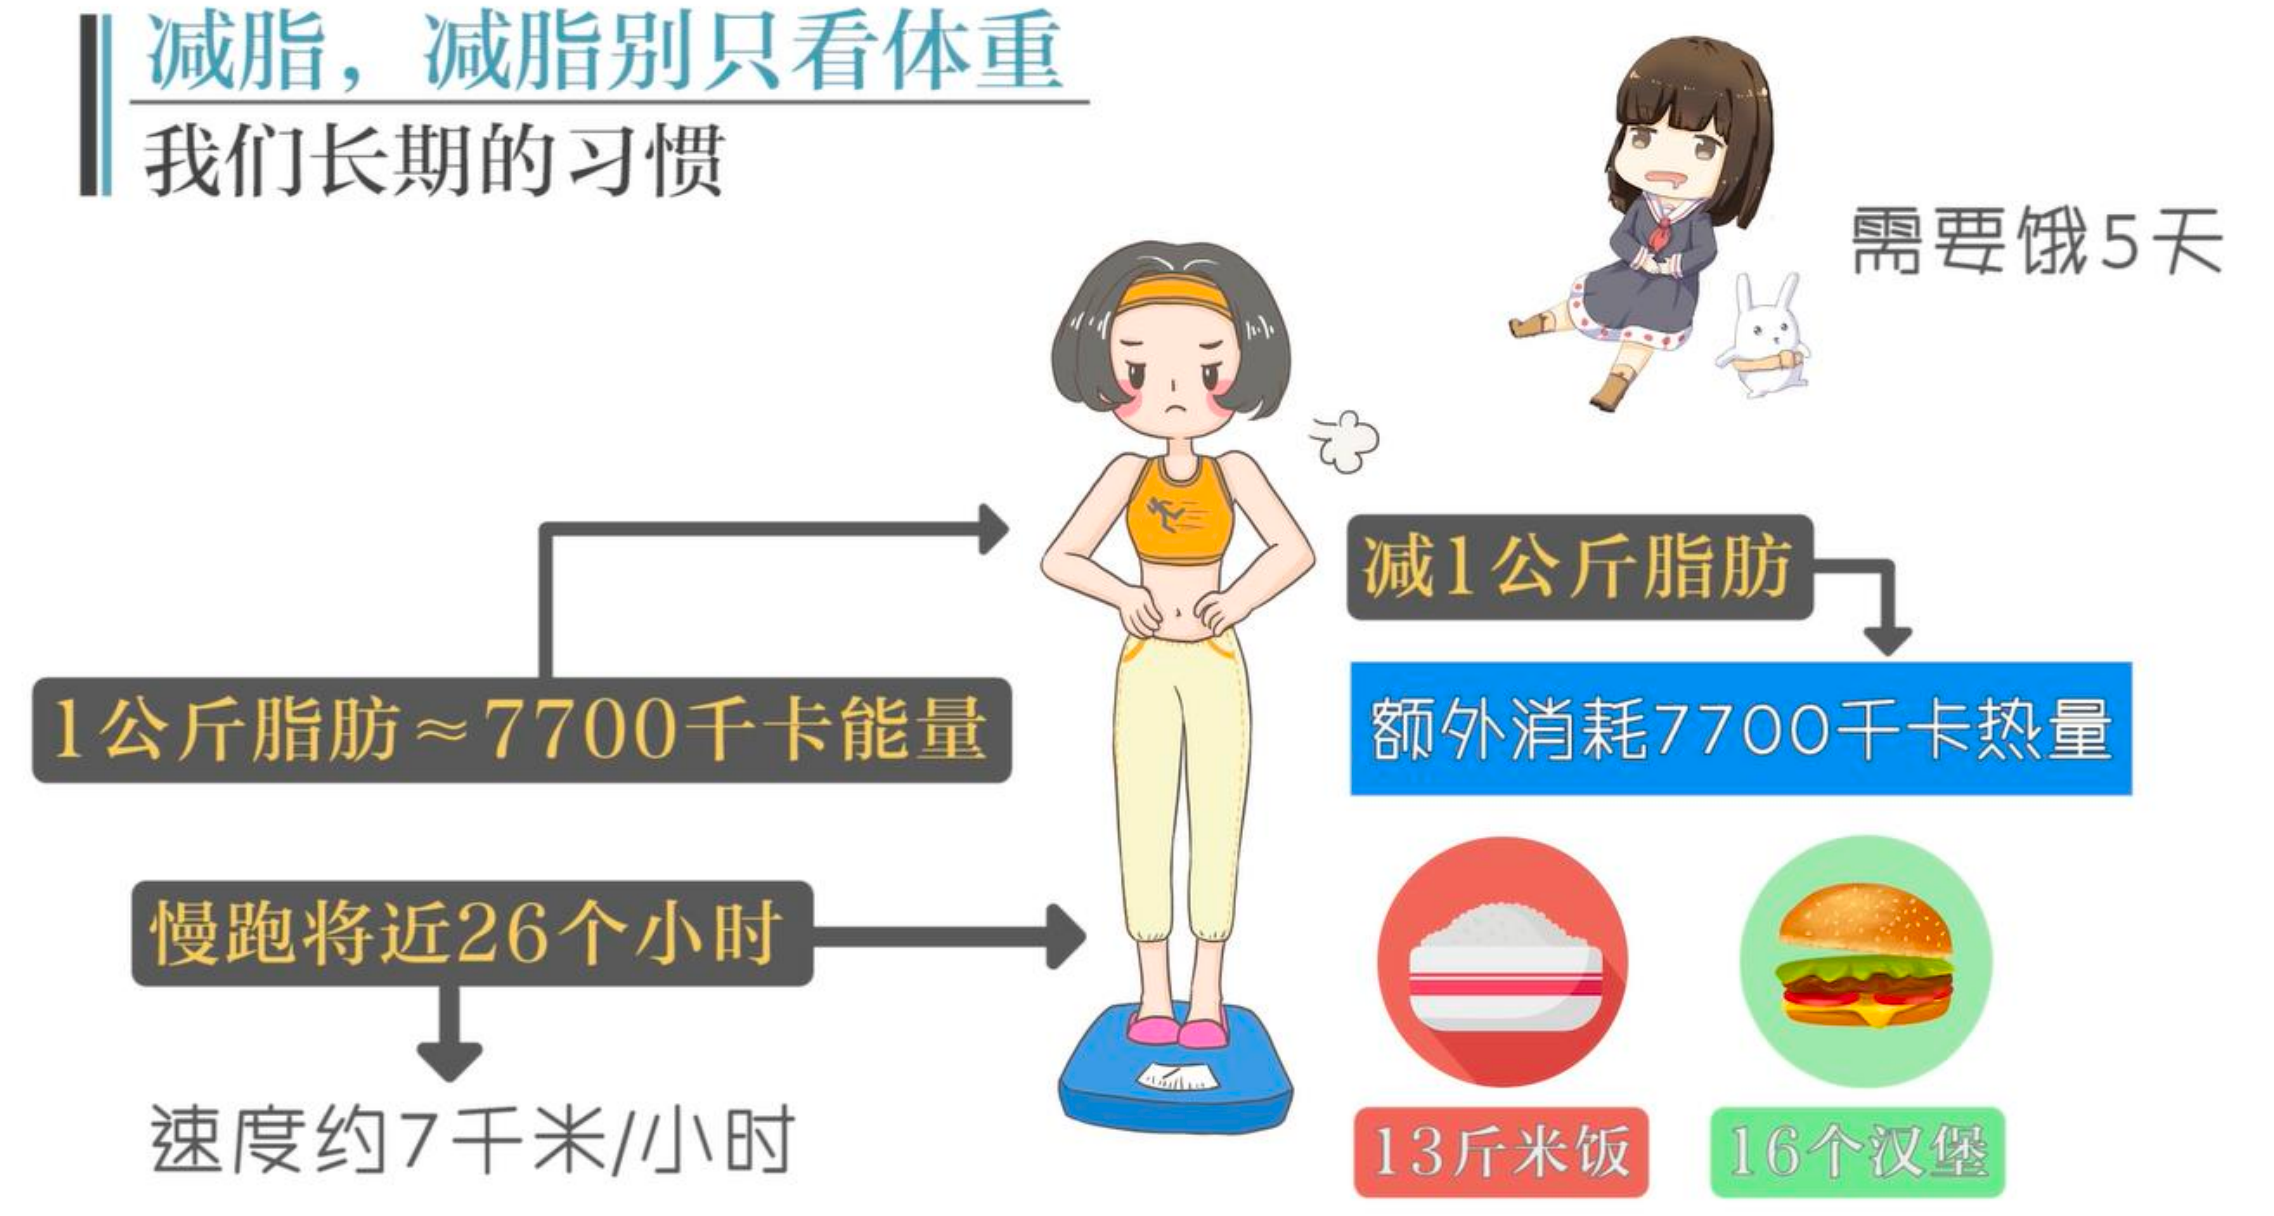 减脂，减脂别只看体重
我们长期的习惯
需要饿5天
减1公斤脂肪
1公斤脂肪≈7700千卡能量
额外消耗7700千卡热量
慢跑将近26个小时
速度约7千米/小时
13斤米饭
16个汉堡